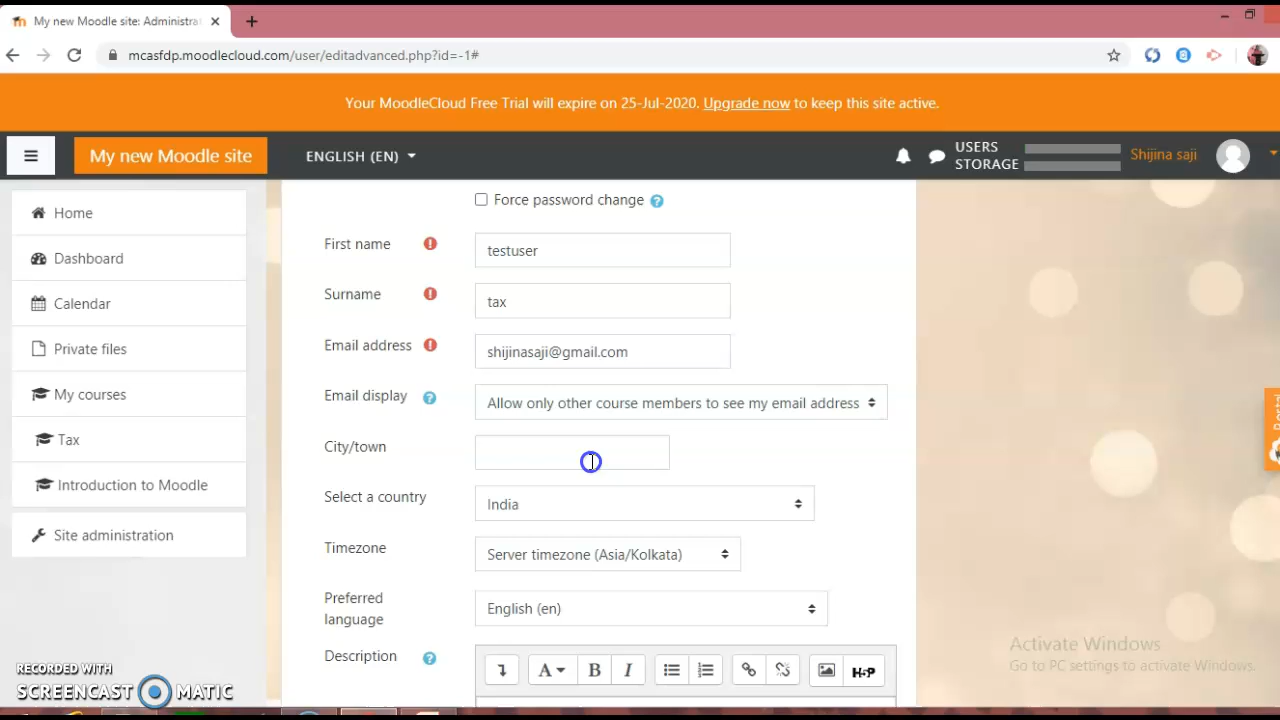 My new Moodle site: Administra
mcasfdp.moodlecloud.com/user/editadvanced.php?id=-1#
Your MoodleCloud Free Trial will expire on 25-Jul-2020. Upgrade now to keep this site active.
My new Moodle site
ENGLISH (EN)
USERS
STORAGE
Shijina saji
Home
Dashboard
Calendar
Private files
My courses
Tax
Introduction to Moodle
Site administration
Force password change
First name
testuser
Surname
tax
Email address
shijinasaji@gmail.com
Email display
Allow only other course members to see my email address
City/town
Select a country
India
Timezone
Server timezone (Asia/Kolkata)
Preferred
language
English (en)
Description
A
B
I
H-P
Portal
Activate Windows
Go to PC settings to activate Windows.
RECORDED WITH
SCREENCAST MATIC